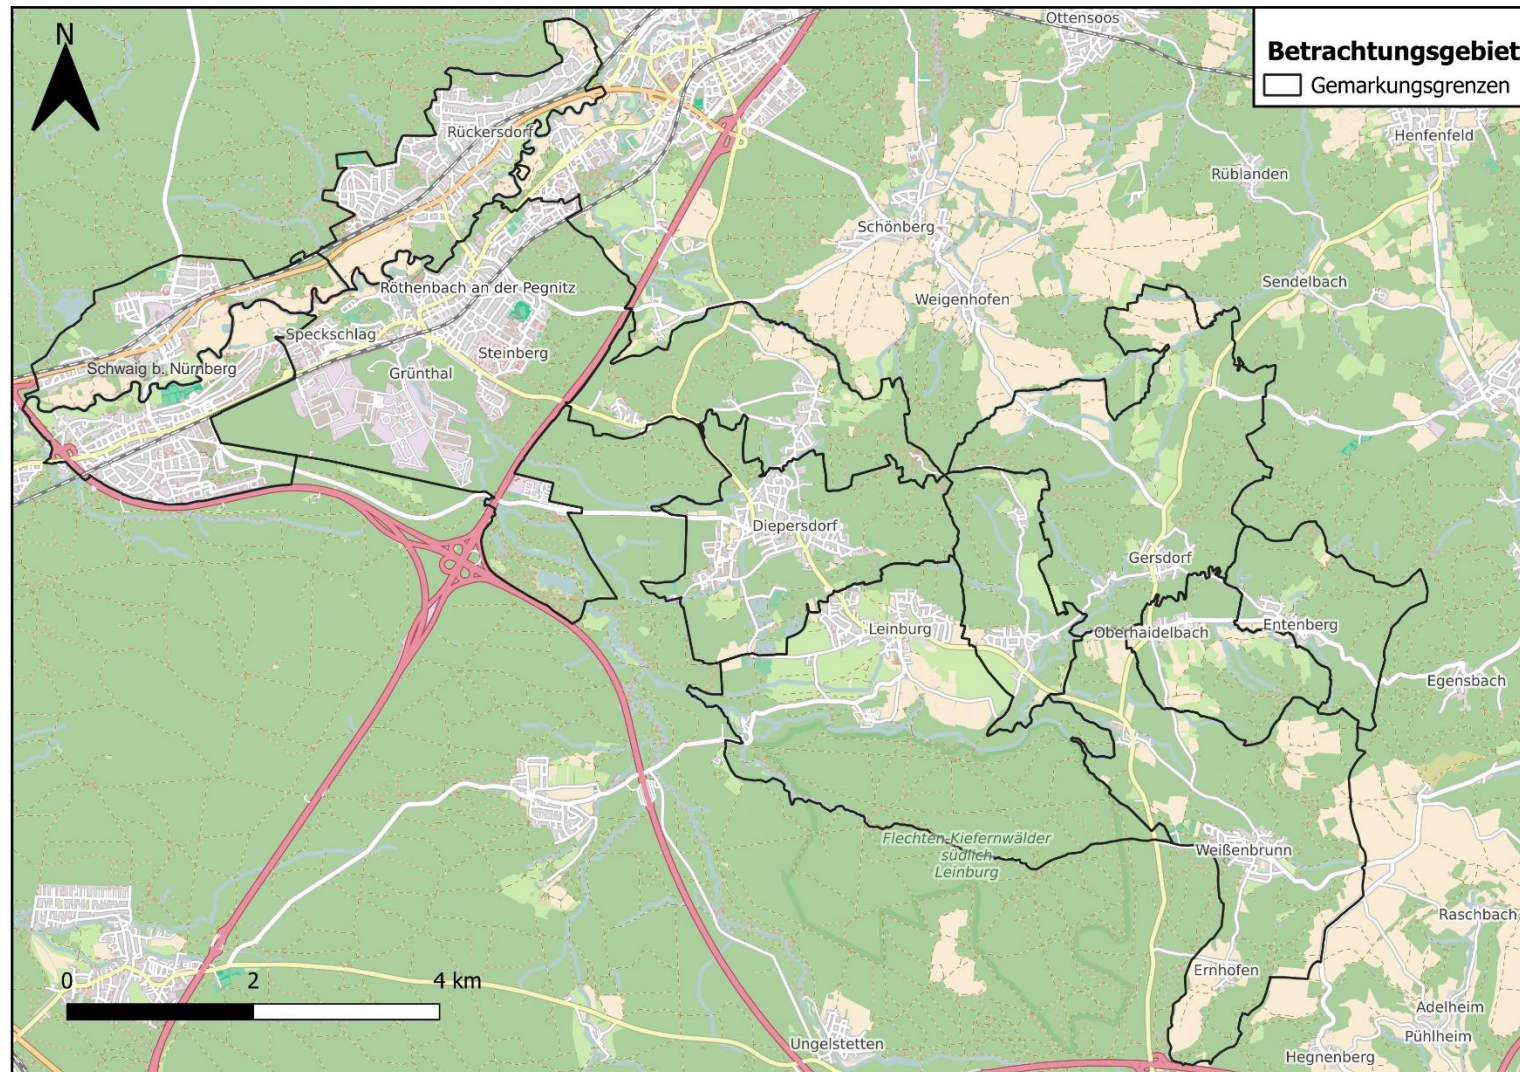 N
Ottensoos
Betrachtungsgebiet
Gemarkungsgrenzen
Rückersdorf
Henfenfeld
Rüblanden
Schönberg
Sendelbach
Röthenbach an der Pegnitz
Weigenhofen
Speckschlag
Steinberg
Schwaig b. Nürnberg
Grünthal
Diepersdorf
Gersdorf
Leinburg
Oberhaidelbach
Entenberg
Egensbach
Flechten-Kiefernwälder
südlich
Leinburg
Weißenbrunn
Raschbach
Ernhofen
0
2
4 km
Adelheim
Pühlheim
Ungelstetten
Hegnenberg